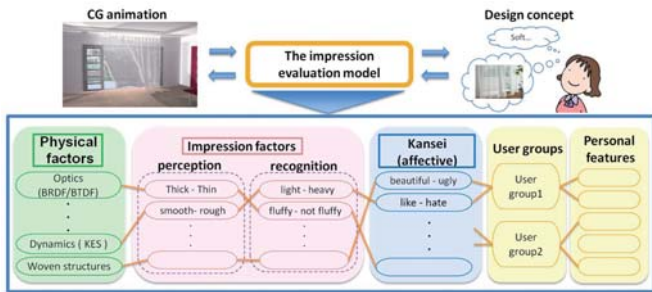 CG animation
Design concept
Soft...
The impression
evaluation model
Physical
factors
Impression factors
Kansei
(affective)
User groups
Personal
features
perception
recognition
Optics
(BRDF/BTDF)
Thick - Thin
light - heavy
beautiful - ugly
User
group1
smooth- rough
fluffy - not fluffy
like - hate
Dynamics ( KES )
User
group2
Woven structures